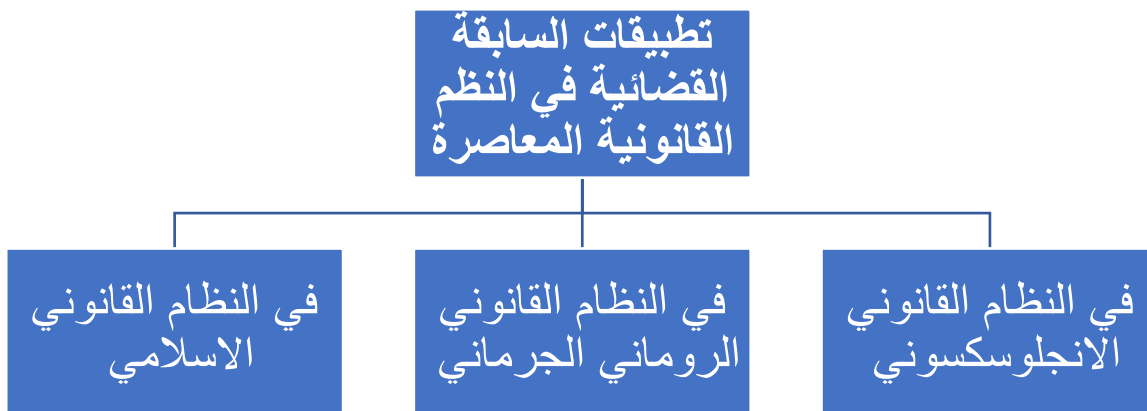 تطبيقات السابقة
القضائية في النظم
القانونية المعاصرة
في النظام القانوني
الانجلوسكسوني
في النظام القانوني
الروماني الجرماني
في النظام القانوني
الاسلامي